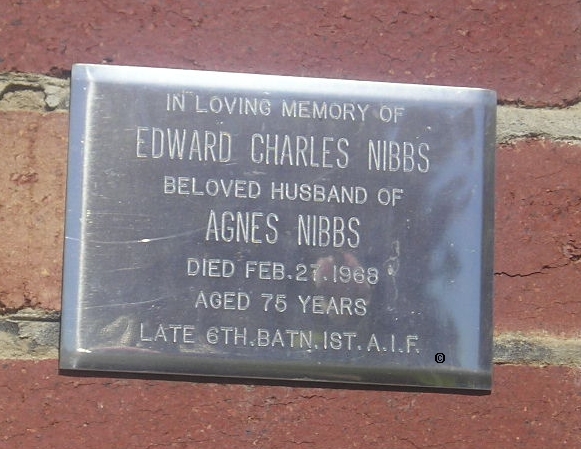 IN LOVING MEMORY OF
EDWARD CHARLES NIBBS
BELOVED HUSBAND OF
AGNES NIBBS
DIED FEB. 27. 1968
AGED 75 YEARS
LATE 6TH. BATN. 1ST. A.I.F.
©